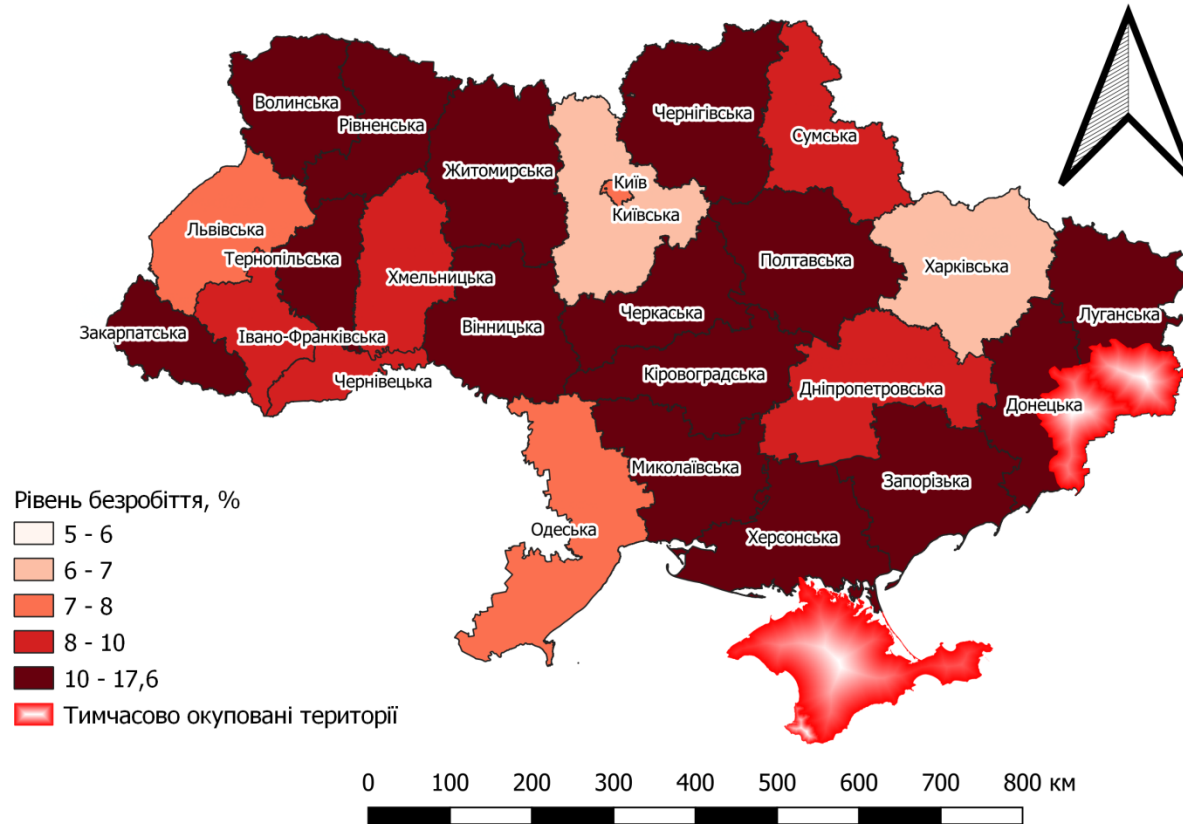 Волинська
Рівненська
Чернігівська
Сумська
Житомирська
Київ
Київська
Львівська
Тернопільська
Хмельницька
Полтавська
Харківська
Закарпатська
Івано-Франківська
Вінницька
Черкаська
Луганська
Чернівецька
Кіровоградська
Дніпропетровська
Донецька
Миколаївська
Запорізька
Одеська
Херсонська
Рівень безробіття, %
5 - 6
6 - 7
7 - 8
8 - 10
10 - 17,6
Тимчасово окуповані території
0 100 200 300 400 500 600 700 800 км